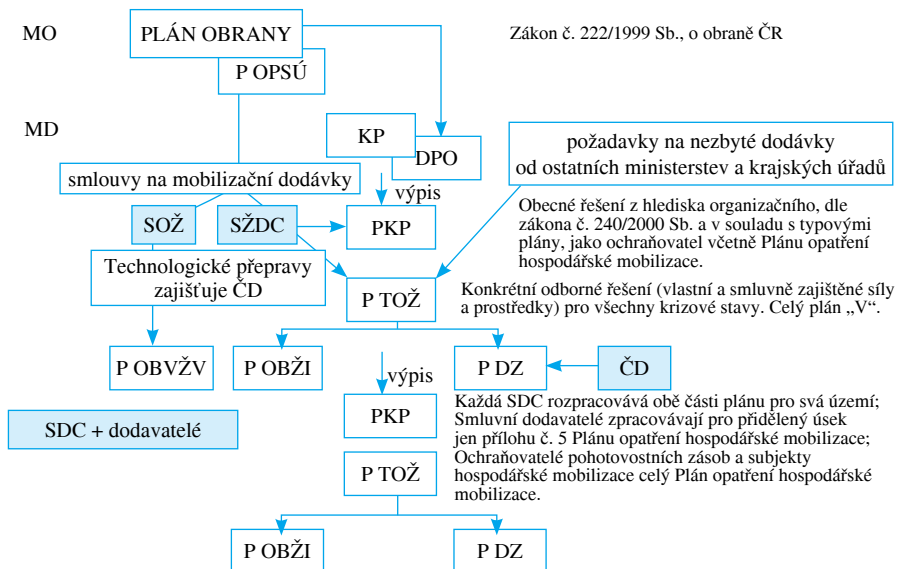 MO
PLÁN OBRANY
Zákon č. 222/1999 Sb., o obraně ČR
P OPSÚ
MD
KP
DPO
požadavky na nezbyté dodávky
od ostatních ministerstev a krajských úřadů
smlouvy na mobilizační dodávky
výpis
SOŽ
SŽDC
PKP
Obecné řešení z hlediska organizačního, dle
zákona č. 240/2000 Sb. a v souladu s typovými
plány, jako ochraňovatel včetně Plánu opatření
hospodářské mobilizace.
Technologické přepravy
zajišťuje ČD
P TOŽ
Konkrétní odborné řešení (vlastní a smluvně zajištěné síly
a prostředky) pro všechny krizové stavy. Celý plán „V“.
P OBVŽV
P OBŽI
P DZ
ČD
výpis
PKP
Každá SDC rozpracovává obě části plánu pro svá území;
Smluvní dodavatelé zpracovávají pro přidělený úsek
jen přílohu č. 5 Plánu opatření hospodářské mobilizace;
Ochraňovatelé pohotovostních zásob a subjekty
hospodářské mobilizace celý Plán opatření hospodářské
mobilizace.
SDC + dodavatelé
P TOŽ
P OBŽI
P DZ